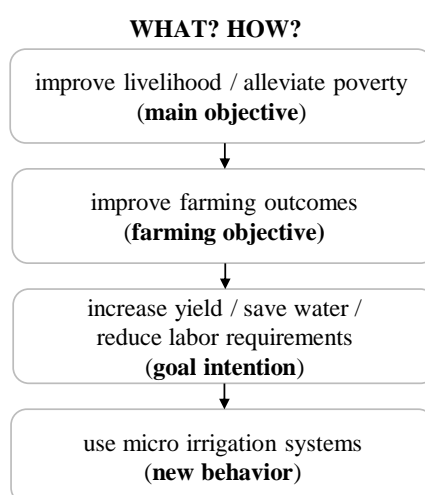 WHAT? HOW?
improve livelihood / alleviate poverty
(main objective)
improve farming outcomes
(farming objective)
increase yield / save water /
reduce labor requirements
(goal intention)
use micro irrigation systems
(new behavior)